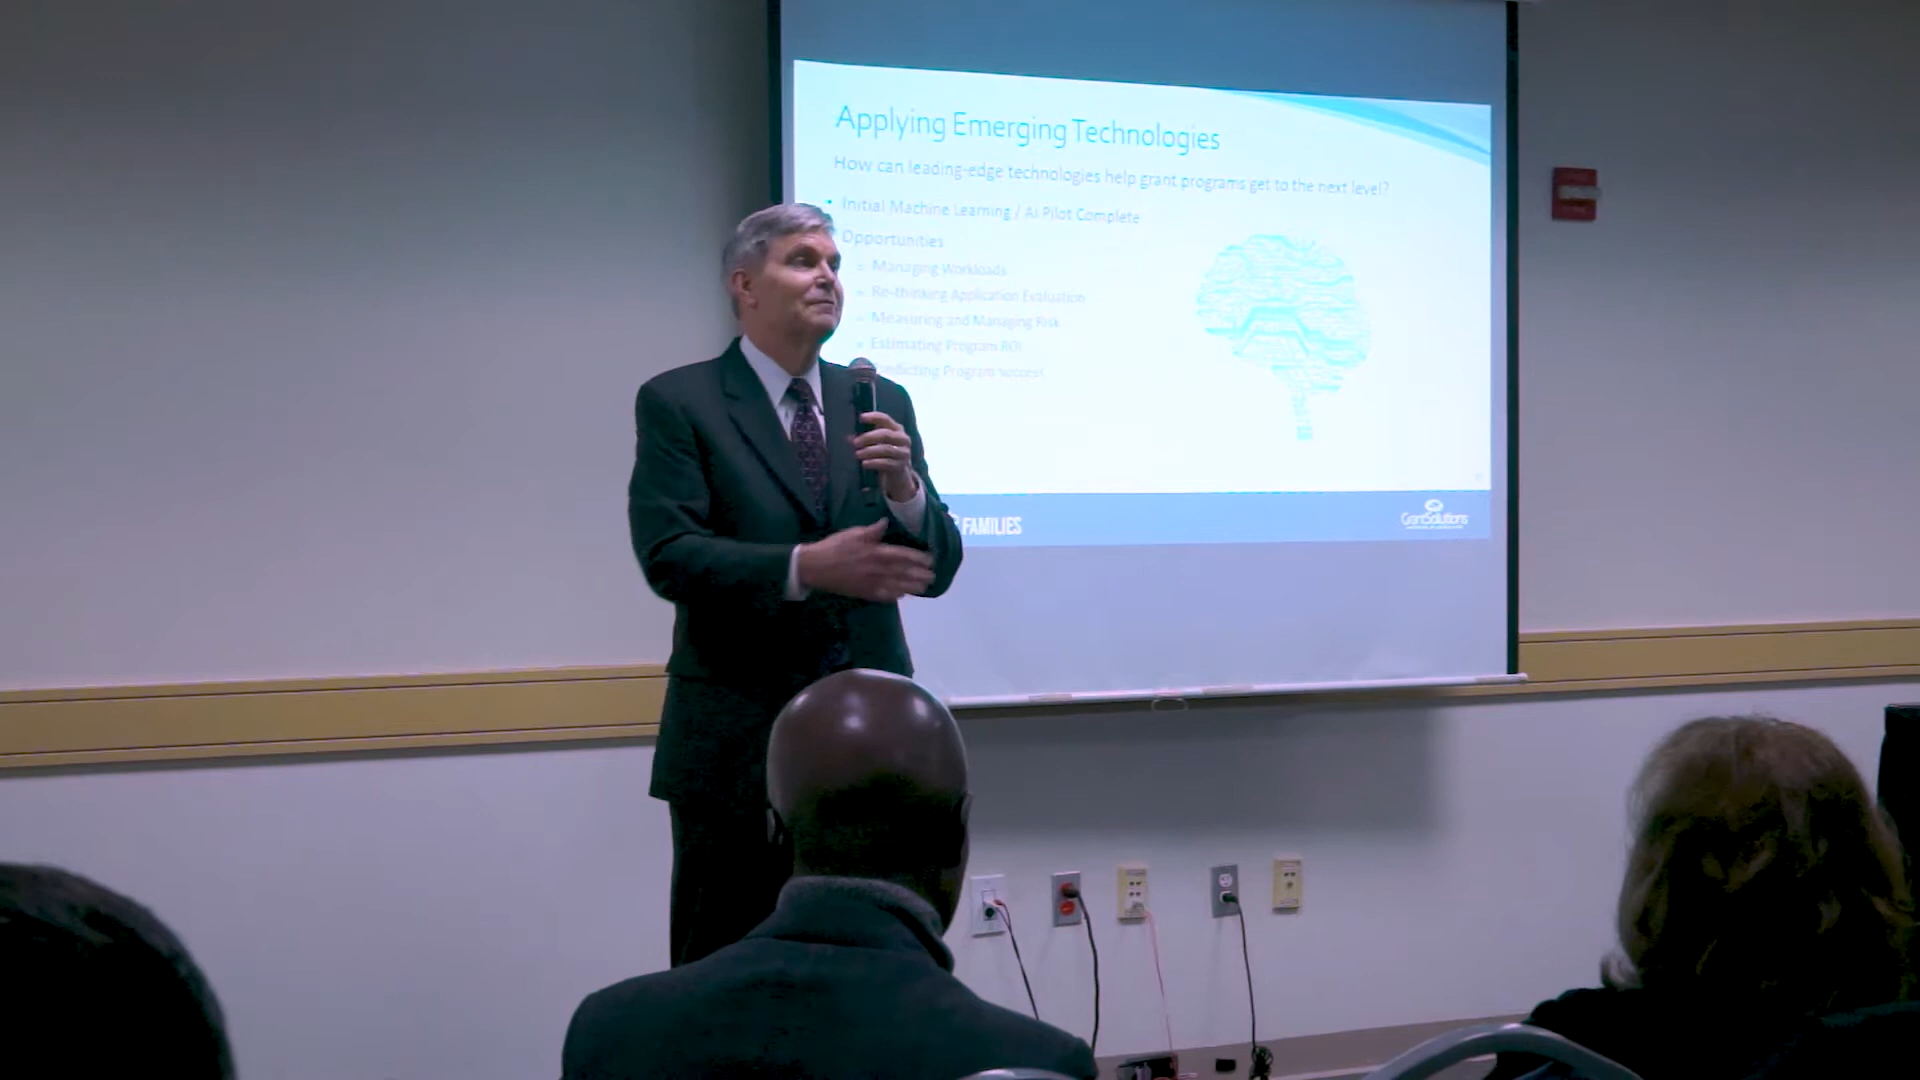 Applying Emerging Technologies
How can leading-edge technologies help grant programs get to the next level?
• Initial Machine Learning / AI Pilot Complete
Opportunities
Managing Workloads
Re-thinking Application Evaluation
Measuring and Managing Risk
Estimating Program ROI
Program Success
FAMILIES
GrantSolutions